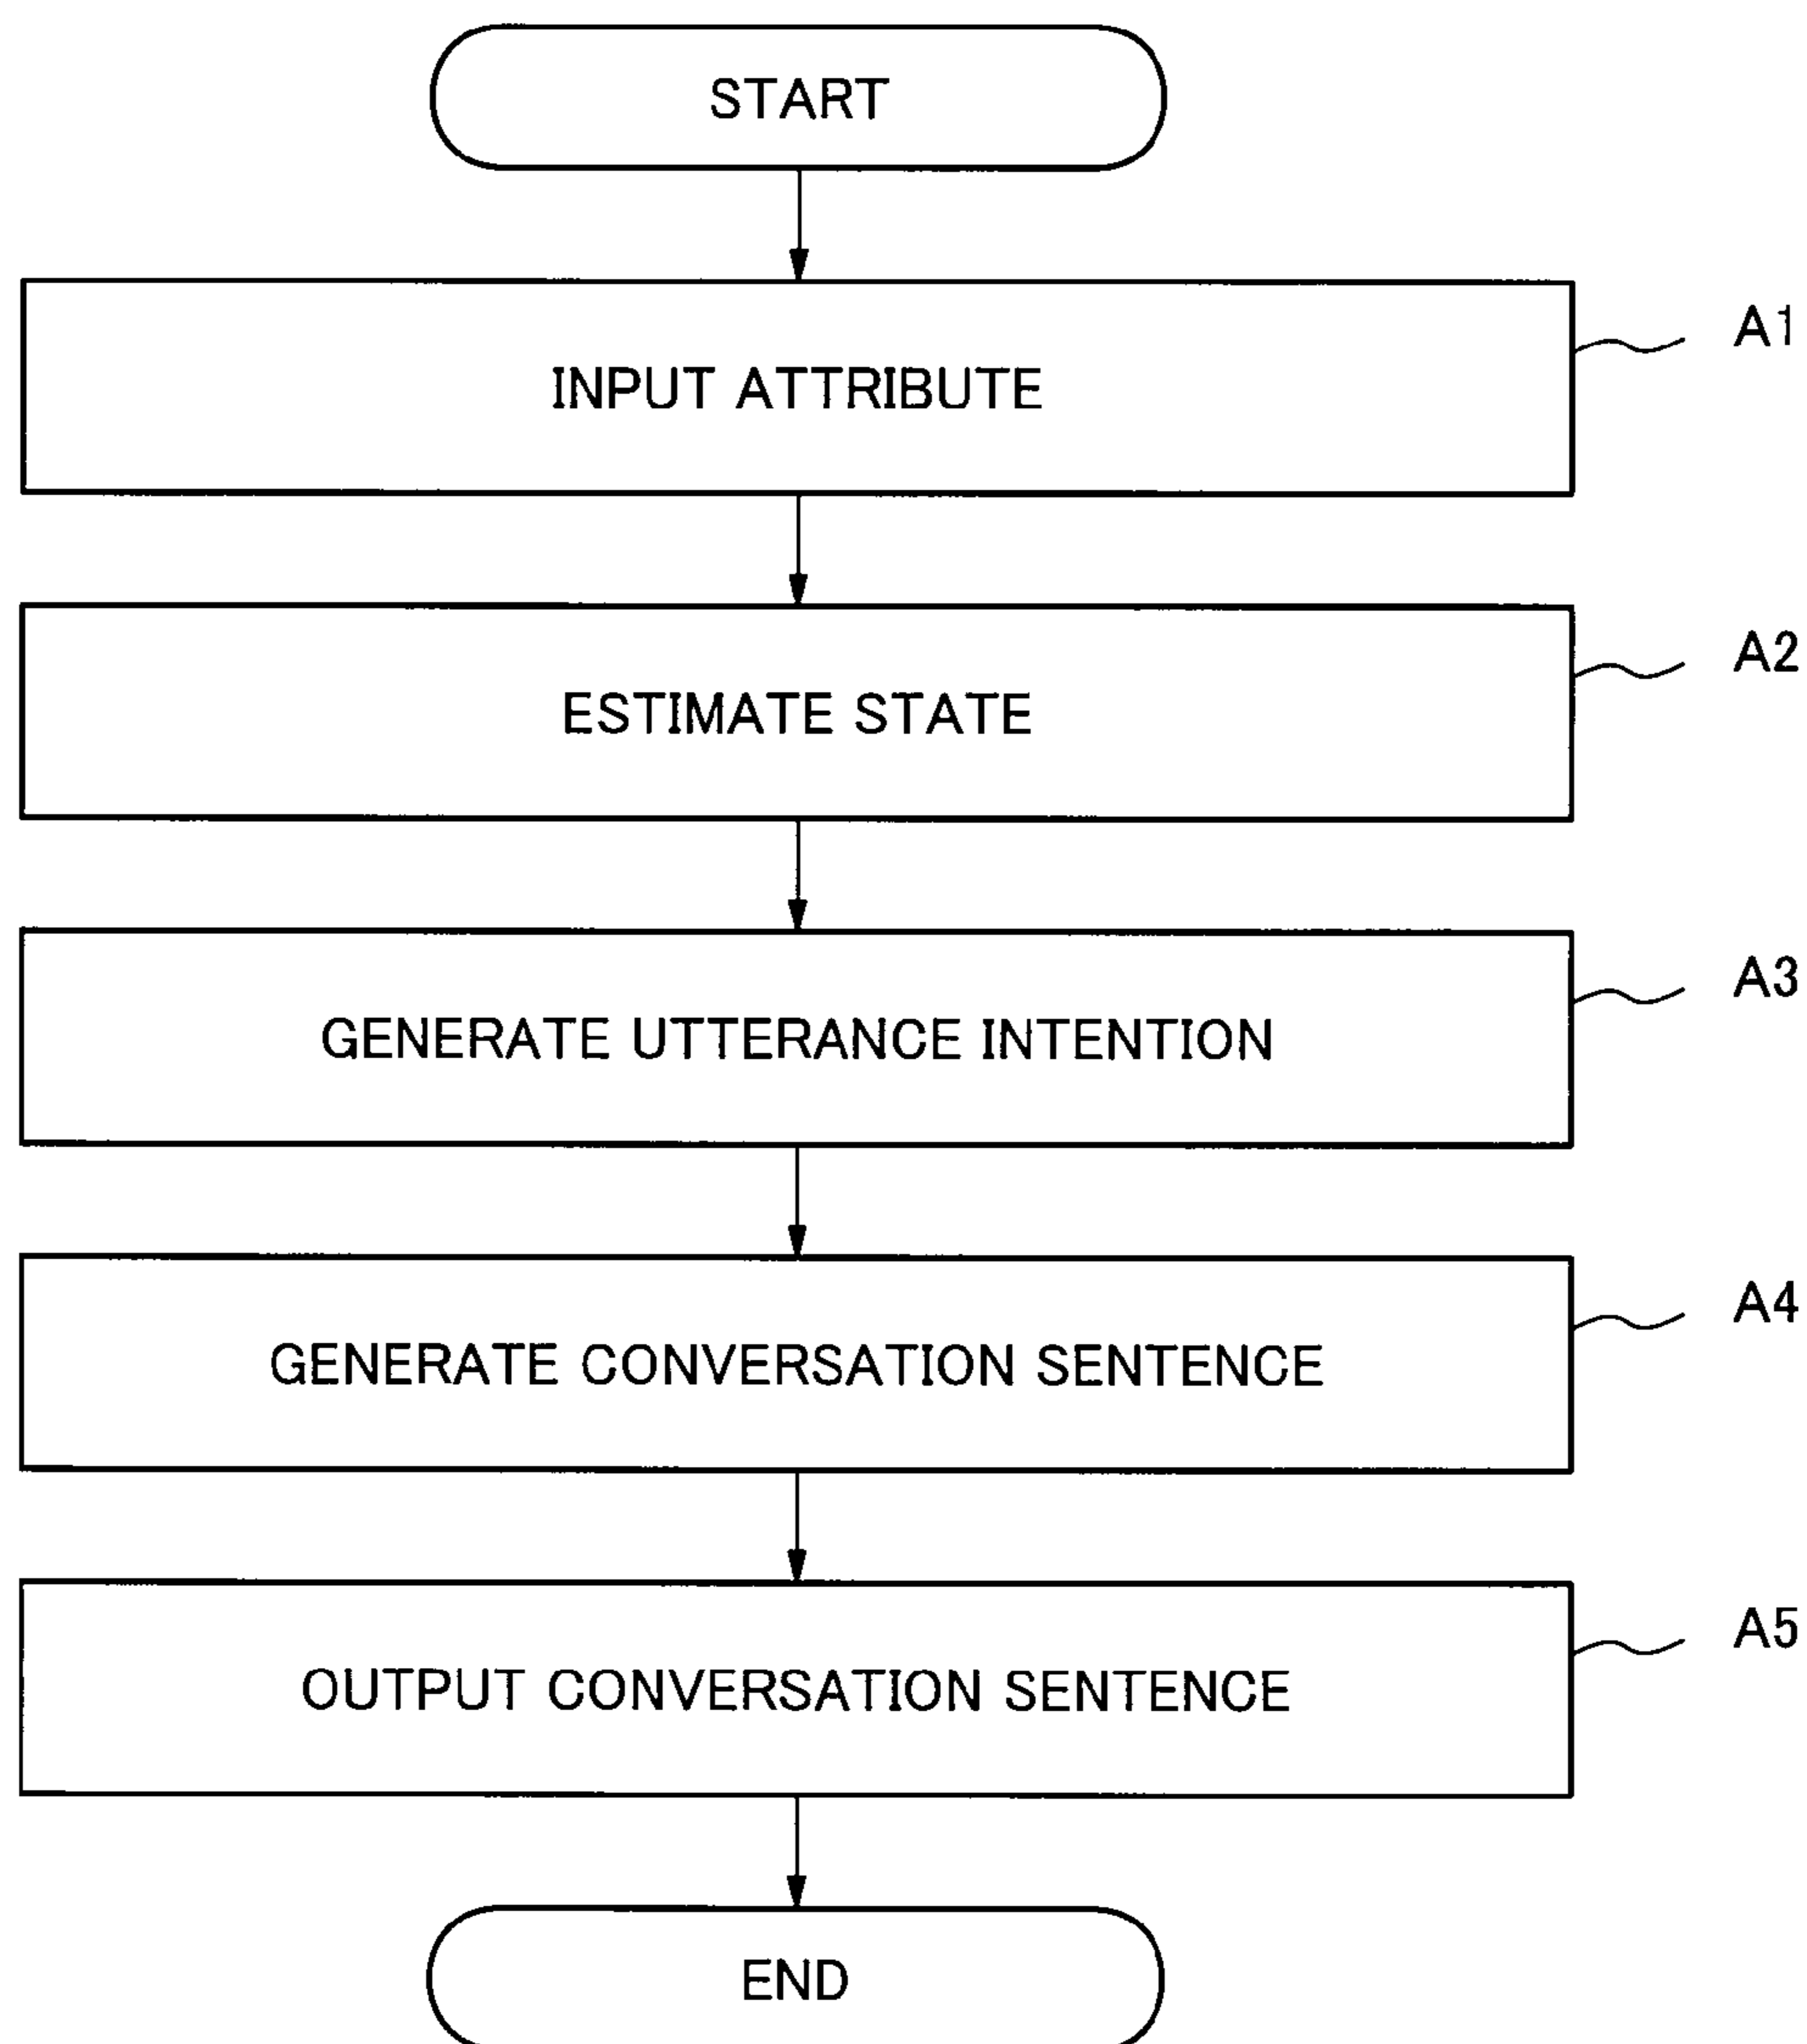 START
INPUT ATTRIBUTE
A1
ESTIMATE STATE
A2
GENERATE UTTERANCE INTENTION
A3
GENERATE CONVERSATION SENTENCE
A4
OUTPUT CONVERSATION SENTENCE
A5
END